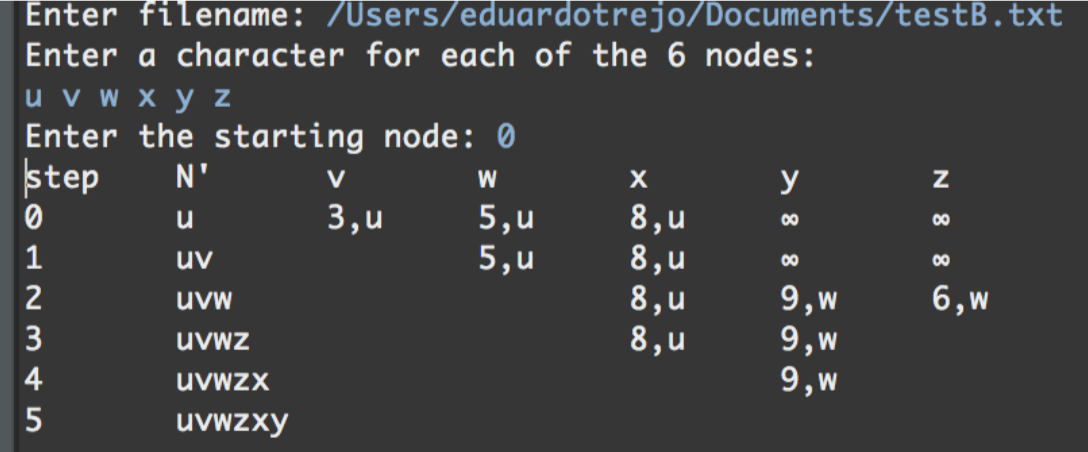 Enter filename: /Users/eduardotrejo/Documents/testB.txt
Enter a character for each of the 6 nodes:
u v w x y z
Enter the starting node: 0
step N' v w x y z
0 u 3,u 5,u 8,u ∞ ∞
1 uv 5,u 8,u ∞ ∞
2 uvw 8,u 9,w 6,w
3 uvwz 8,u 9,w
4 uvwzx 9,w
5 uvwzxy